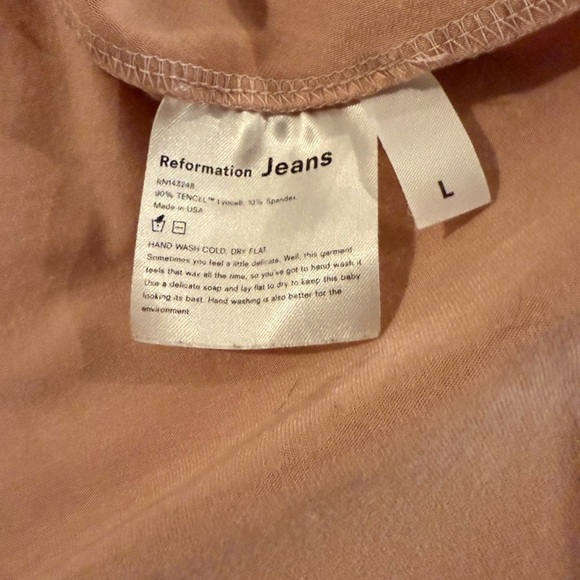 Reformation Jeans
RN143248
90% TENCEL™ Lyocell, 10% Spandex
Made in USA
HAND WASH COLD, DRY FLAT
Sometimes you feel a little delicate. Well, this garment
feels that way all the time, so you've got to hand wash it
Use a delicate soap and lay flat to dry to keep this baby
looking its best. Hand washing is also better for the
environment
L